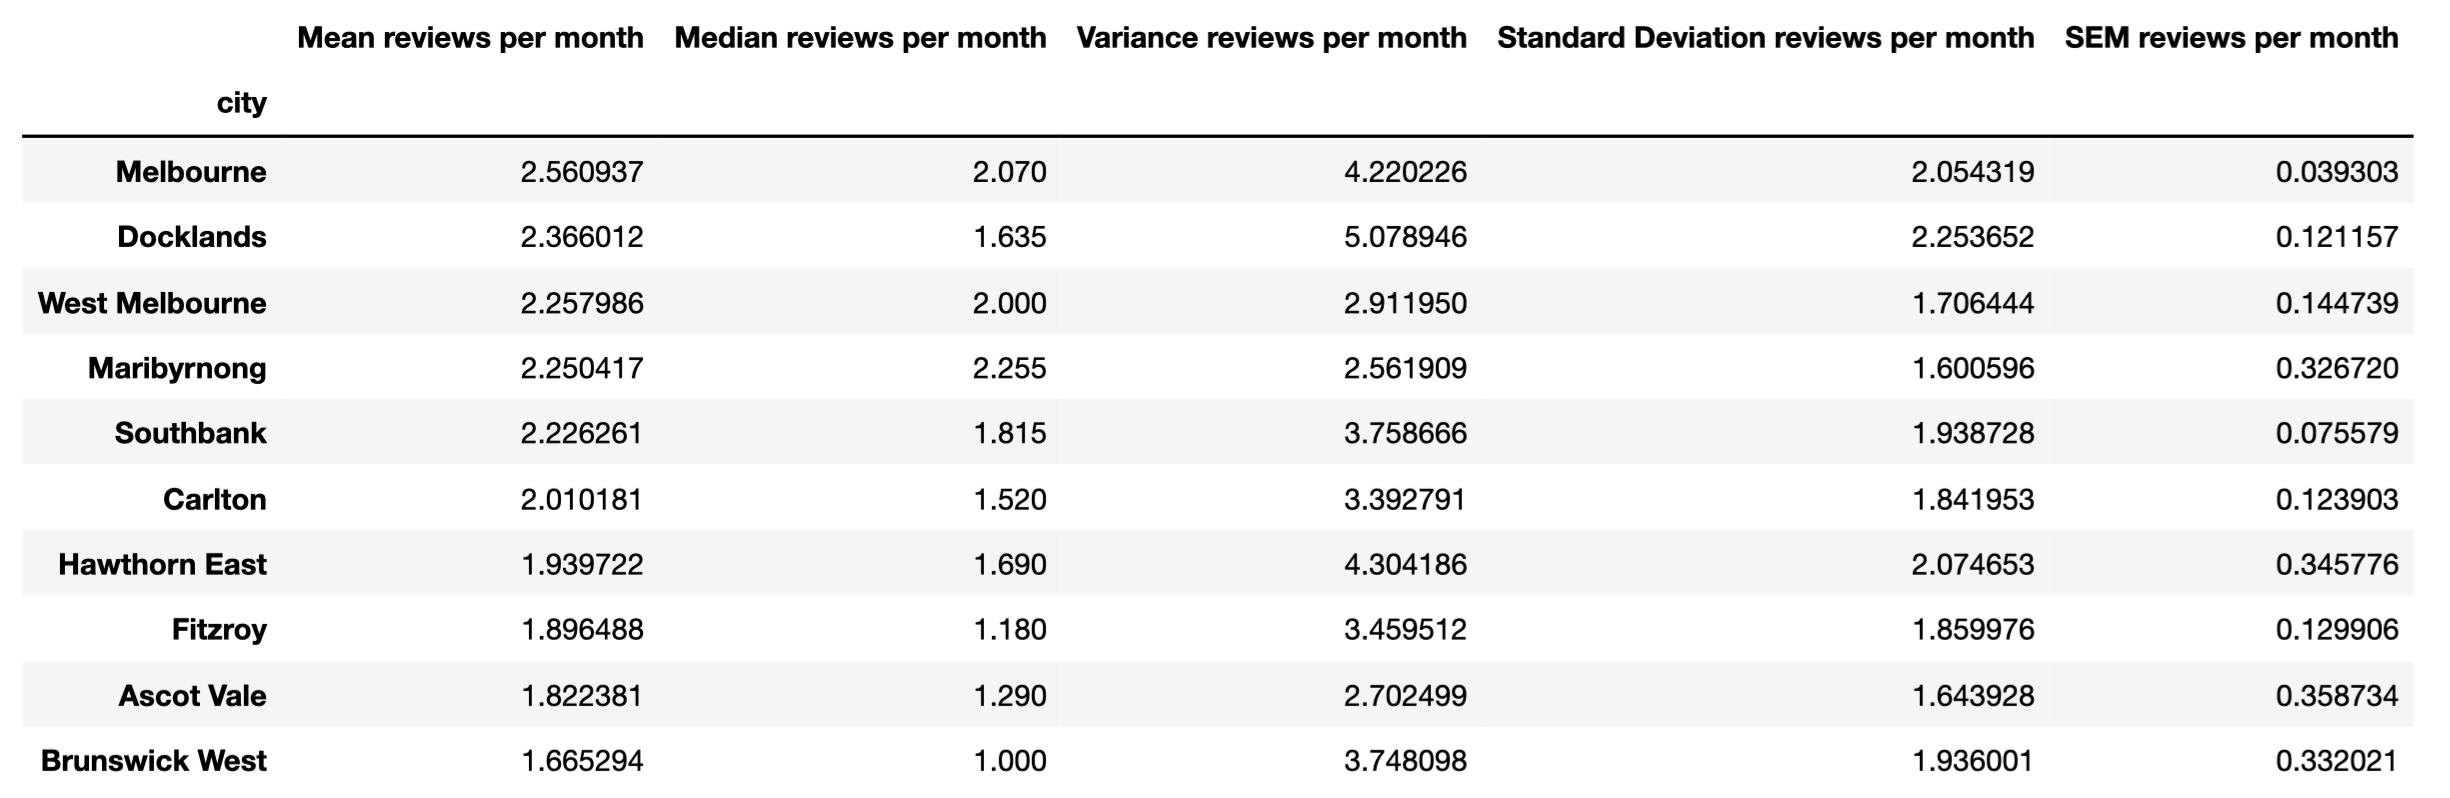 Mean reviews per month Median reviews per month Variance reviews per month Standard Deviation reviews per month SEM reviews per month
city
Melbourne 2.560937 2.070 4.220226 2.054319 0.039303
Docklands 2.366012 1.635 5.078946 2.253652 0.121157
West Melbourne 2.257986 2.000 2.911950 1.706444 0.144739
Maribyrnong 2.250417 2.255 2.561909 1.600596 0.326720
Southbank 2.226261 1.815 3.758666 1.938728 0.075579
Carlton 2.010181 1.520 3.392791 1.841953 0.123903
Hawthorn East 1.939722 1.690 4.304186 2.074653 0.345776
Fitzroy 1.896488 1.180 3.459512 1.859976 0.129906
Ascot Vale 1.822381 1.290 2.702499 1.643928 0.358734
Brunswick West 1.665294 1.000 3.748098 1.936001 0.332021